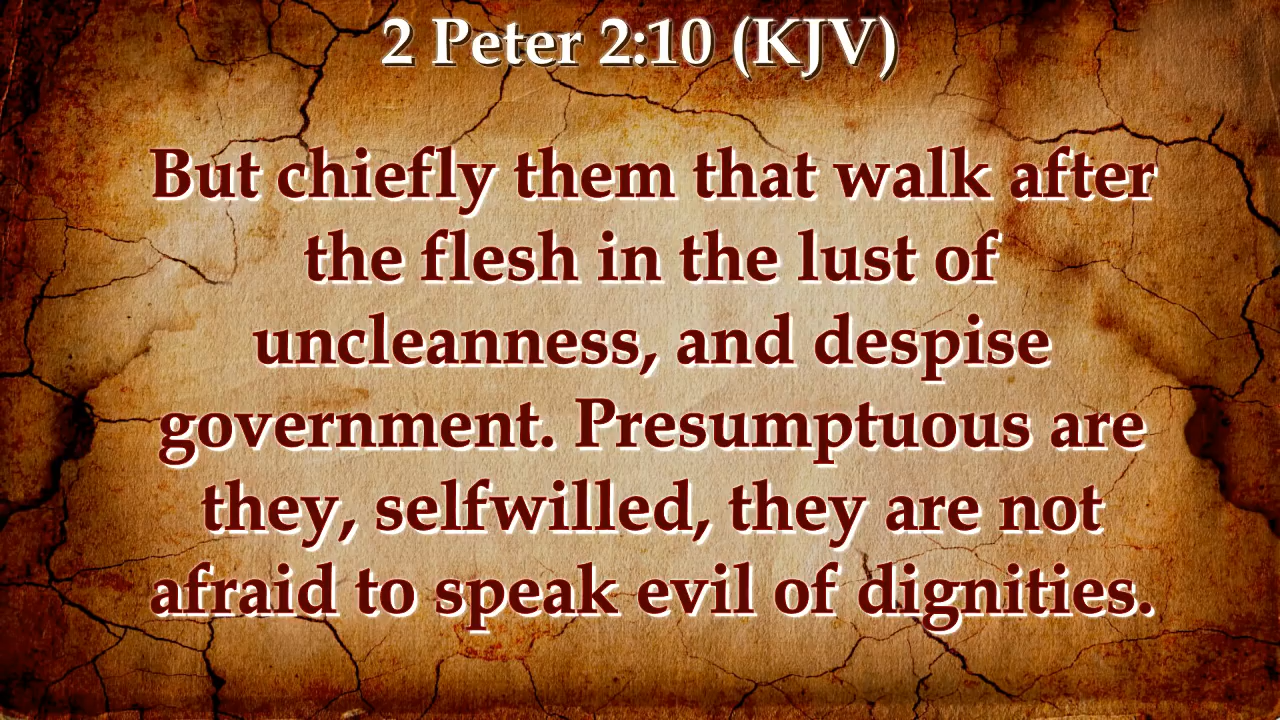 2 Peter 2:10 (KJV)
But chiefly them that walk after
the flesh in the lust of
uncleanness, and despise
government. Presumptuous are
they, selfwilled, they are not
afraid to speak evil of dignities.